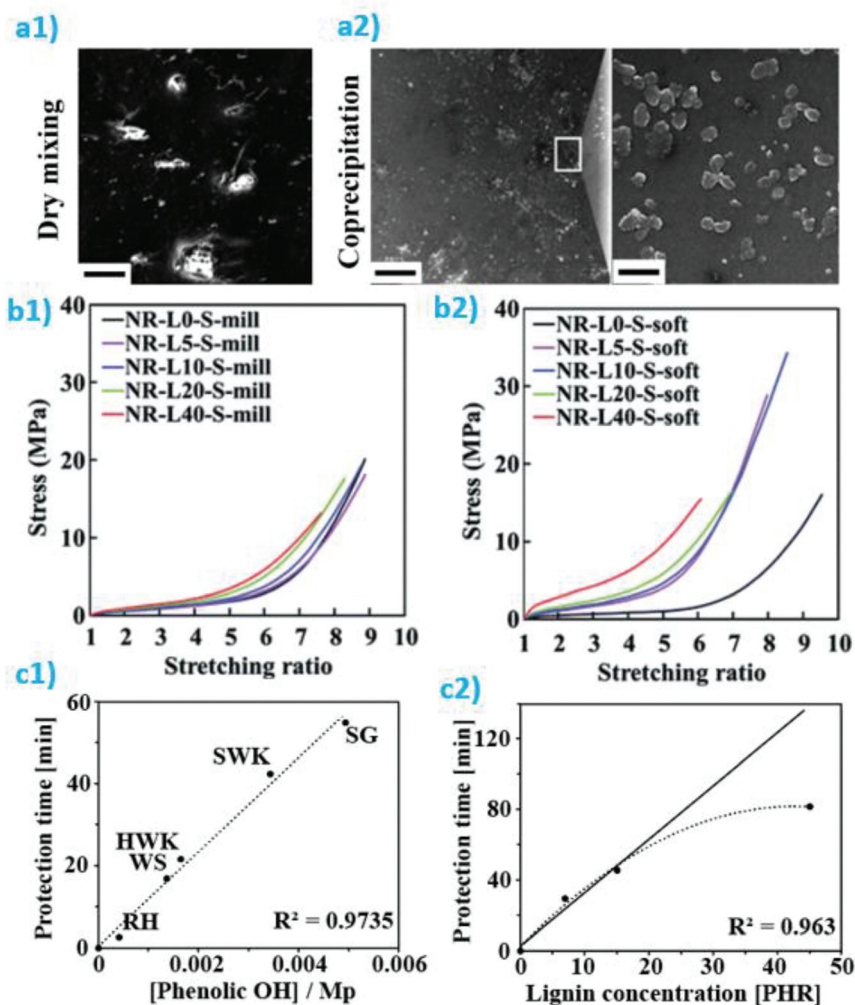 a1)
a2)
Dry mixing
Coprecipitation
b1)
40
30
20
10
0
Stress (MPa)
NR-L0-S-mill
NR-L5-S-mill
NR-L10-S-mill
NR-L20-S-mill
NR-L40-S-mill
1 2 3 4 5 6 7 8 9 10
Stretching ratio
b2)
40
30
20
10
0
Stress (MPa)
NR-L0-S-soft
NR-L5-S-soft
NR-L10-S-soft
NR-L20-S-soft
NR-L40-S-soft
1 2 3 4 5 6 7 8 9 10
Stretching ratio
c1)
60
40
20
0
Protection time [min]
SG
SWK
HWK
WS
RH
R² = 0.9735
0 0.002 0.004 0.006
[Phenolic OH] / Mp
c2)
120
80
40
0
Protection time [min]
R² = 0.963
0 10 20 30 40 50
Lignin concentration [PHR]